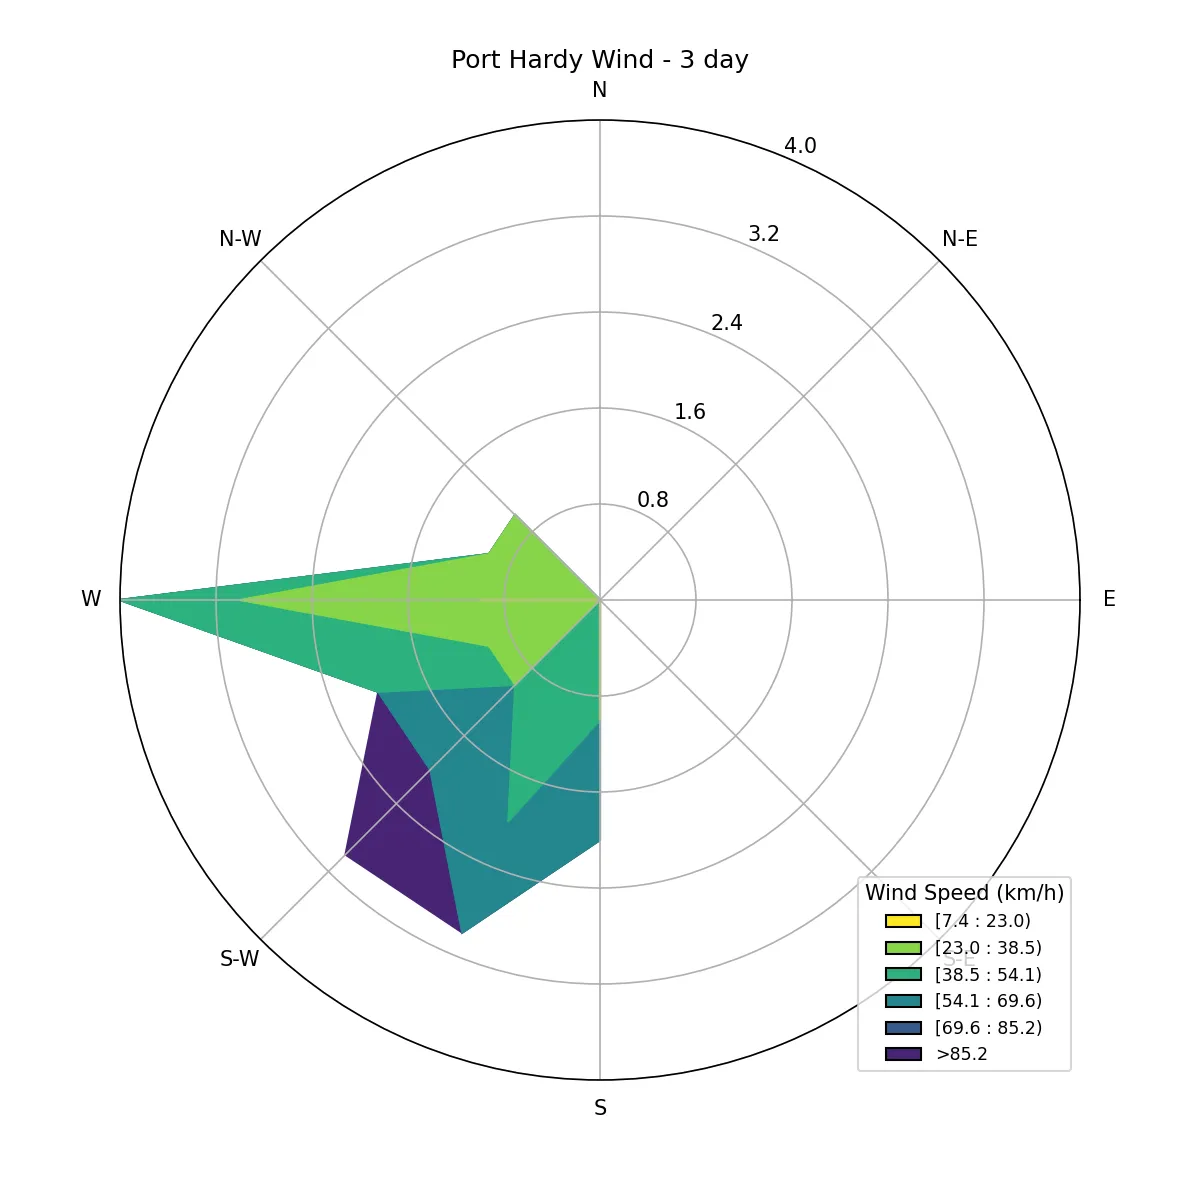 Port Hardy Wind - 3 day
N
4.0
N-W
N-E
3.2
2.4
1.6
0.8
W
E
S-W
S-E
S
Wind Speed (km/h)
[7.4 : 23.0)
[23.0 : 38.5)
[38.5 : 54.1)
[54.1 : 69.6)
[69.6 : 85.2)
>85.2